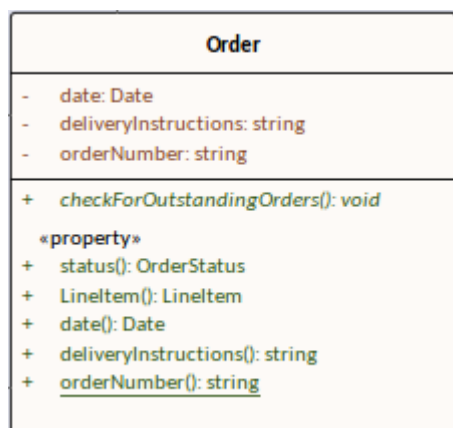 Order
- date: Date
- deliveryInstructions: string
- orderNumber: string
+ checkForOutstandingOrders(): void
«property»
+ status(): OrderStatus
+ LineItem(): LineItem
+ date(): Date
+ deliveryInstructions(): string
+ orderNumber(): string